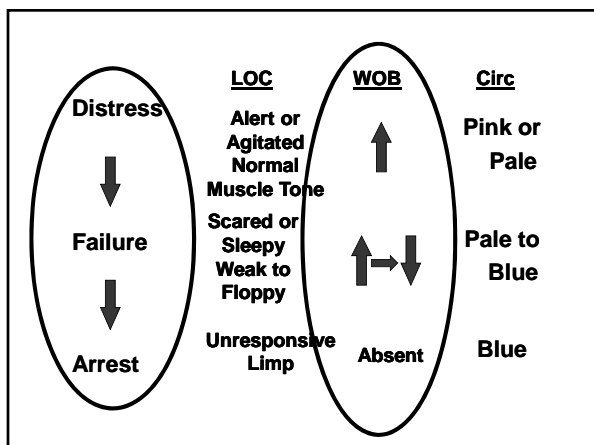 LOC WOB Circ
Distress
Alert or
Agitated
Normal
Muscle Tone
Pink or
Pale
Failure
Scared or
Sleepy
Weak to
Floppy
Pale to
Blue
Arrest
Unresponsive
Limp
Absent
Blue